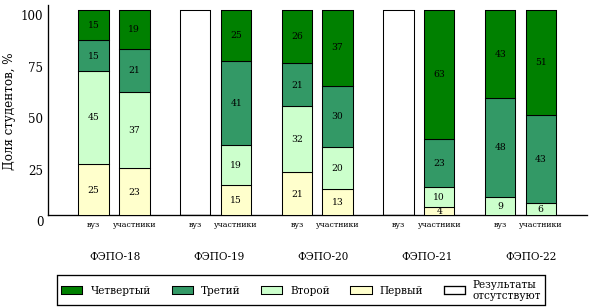 Доля студентов, %
100
75
50
25
0
15 19 25 26 37 63 43 51
15 21 41 21 30 23 48 43
45 37 19 32 20 10 9 6
25 23 15 21 13 4
вуз участники вуз участники вуз участники вуз участники вуз участники
ФЭПО-18 ФЭПО-19 ФЭПО-20 ФЭПО-21 ФЭПО-22
Четвертый Третий Второй Первый Результаты
отсутствуют